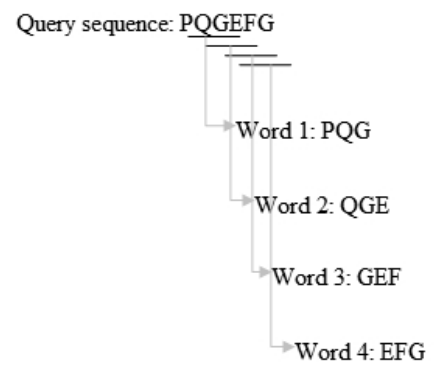 Query sequence: PQGEFG
Word 1: PQG
Word 2: QGE
Word 3: GEF
Word 4: EFG